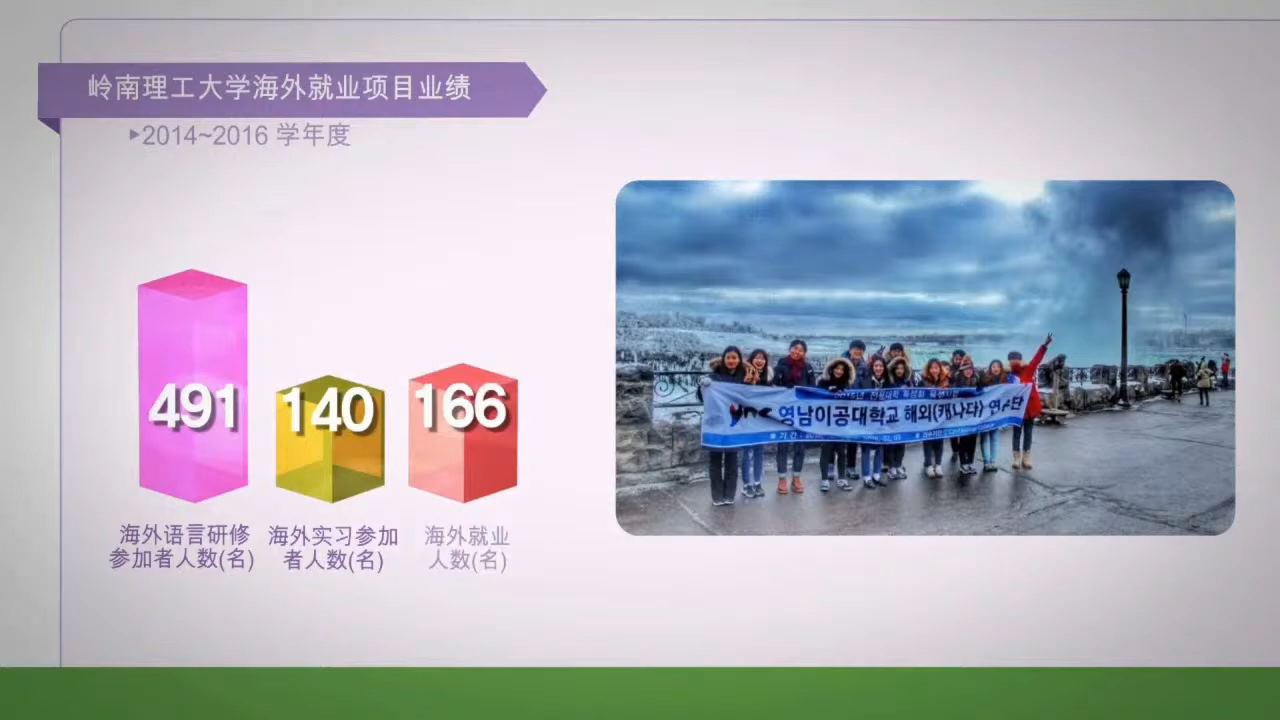 岭南理工大学海外就业项目业绩
▸2014~2016 学年度
491
140
166
海外语言研修
参加者人数(名)
海外实习参加
者人数(名)
海外就业
人数(名)
ync 영남이공대학교 해외(캐나다) 연수단